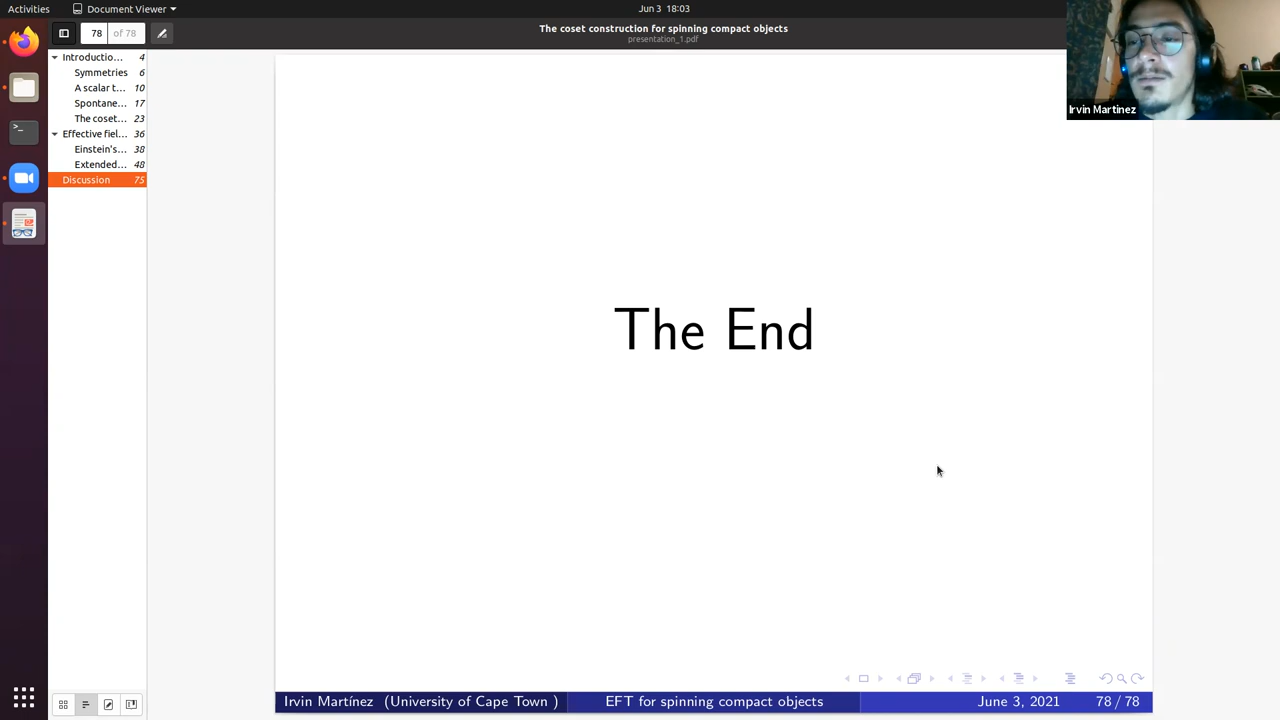 Activities
Document Viewer
Jun 3 18:03
The coset construction for spinning compact objects
presentation_1.pdf
78 of 78
Introductio... 4
Symmetries 6
A scalar t... 10
Spontane... 17
The coset... 23
Effective fiel... 36
Einstein's... 38
Extended... 48
Discussion 75
Irvin Martinez
The End
Irvin Martínez (University of Cape Town )
EFT for spinning compact objects
June 3, 2021
78 / 78